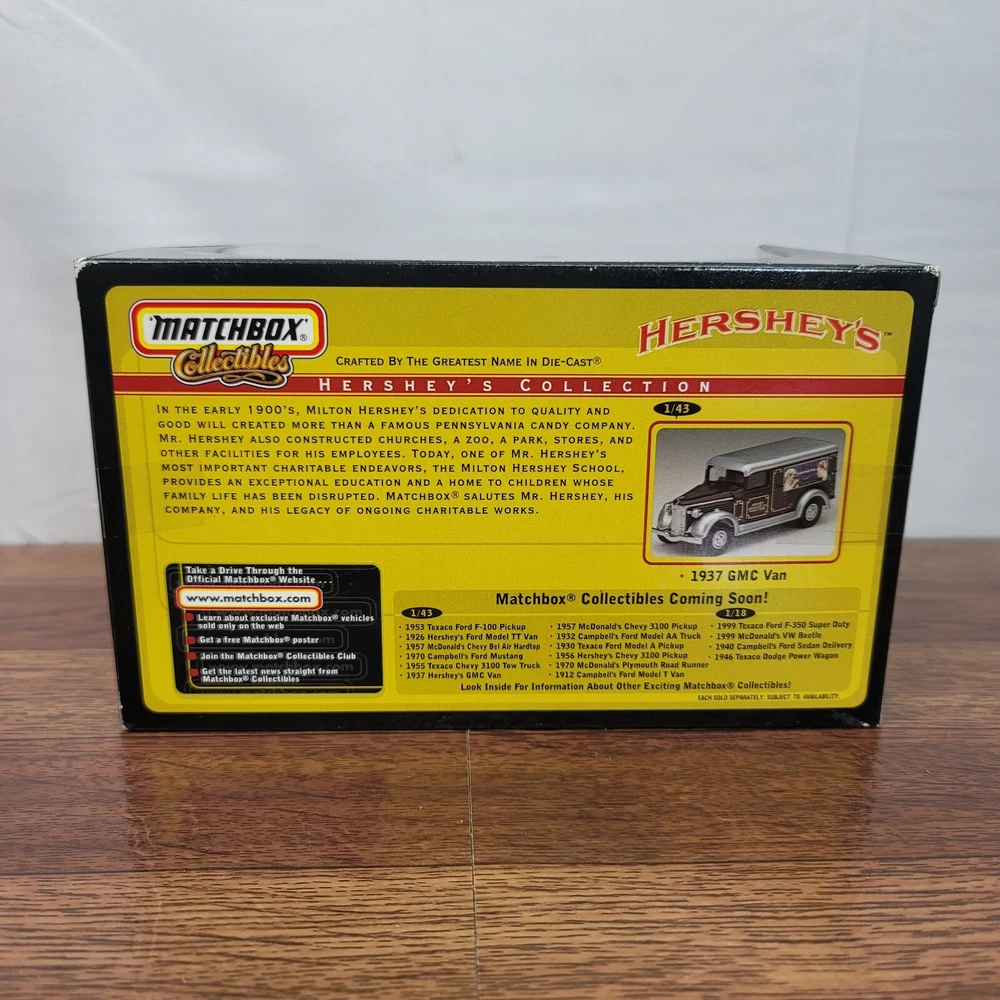 MATCHBOX®
Collectibles
CRAFTED BY THE GREATEST NAME IN DIE-CAST®
HERSHEY'S™
HERSHEY'S COLLECTION
IN THE EARLY 1900'S, MILTON HERSHEY'S DEDICATION TO QUALITY AND
GOOD WILL CREATED MORE THAN A FAMOUS PENNSYLVANIA CANDY COMPANY.
MR. HERSHEY ALSO CONSTRUCTED CHURCHES, A ZOO, A PARK, STORES, AND
OTHER FACILITIES FOR HIS EMPLOYEES. TODAY, ONE OF MR. HERSHEY'S
MOST IMPORTANT CHARITABLE ENDEAVORS, THE MILTON HERSHEY SCHOOL,
PROVIDES AN EXCEPTIONAL EDUCATION AND A HOME TO CHILDREN WHOSE
FAMILY LIFE HAS BEEN DISRUPTED. MATCHBOX® SALUTES MR. HERSHEY, HIS
COMPANY, AND HIS LEGACY OF ONGOING CHARITABLE WORKS.
1/43
• 1937 GMC Van
Take a Drive Through the
Official Matchbox® Website...
www.matchbox.com
Learn about exclusive Matchbox® vehicles
sold only on the web
Get a free Matchbox® poster
Join the Matchbox® Collectibles Club
Get the latest news straight from
Matchbox® Collectibles
Matchbox® Collectibles Coming Soon!
1/43
• 1953 Texaco Ford F-100 Pickup
• 1926 Hershey's Ford Model TT Van
• 1957 McDonald's Chevy Bel Air Hardtop
• 1970 Campbell's Ford Mustang
• 1955 Texaco Chevy 3100 Tow Truck
• 1937 Hershey's GMC Van
• 1957 McDonald's Chevy 3100 Pickup
• 1932 Campbell's Ford Model AA Truck
• 1930 Texaco Ford Model A Pickup
• 1956 Hershey's Chevy 3100 Pickup
• 1970 McDonald's Plymouth Road Runner
• 1912 Campbell's Ford Model T Van
1/18
• 1999 Texaco Ford F-350 Super Duty
• 1999 McDonald's VW Beetle
• 1940 Campbell's Ford Sedan Delivery
• 1946 Texaco Dodge Power Wagon
Look Inside For Information About Other Exciting Matchbox® Collectibles!
EACH SOLD SEPARATELY. SUBJECT TO AVAILABILITY.